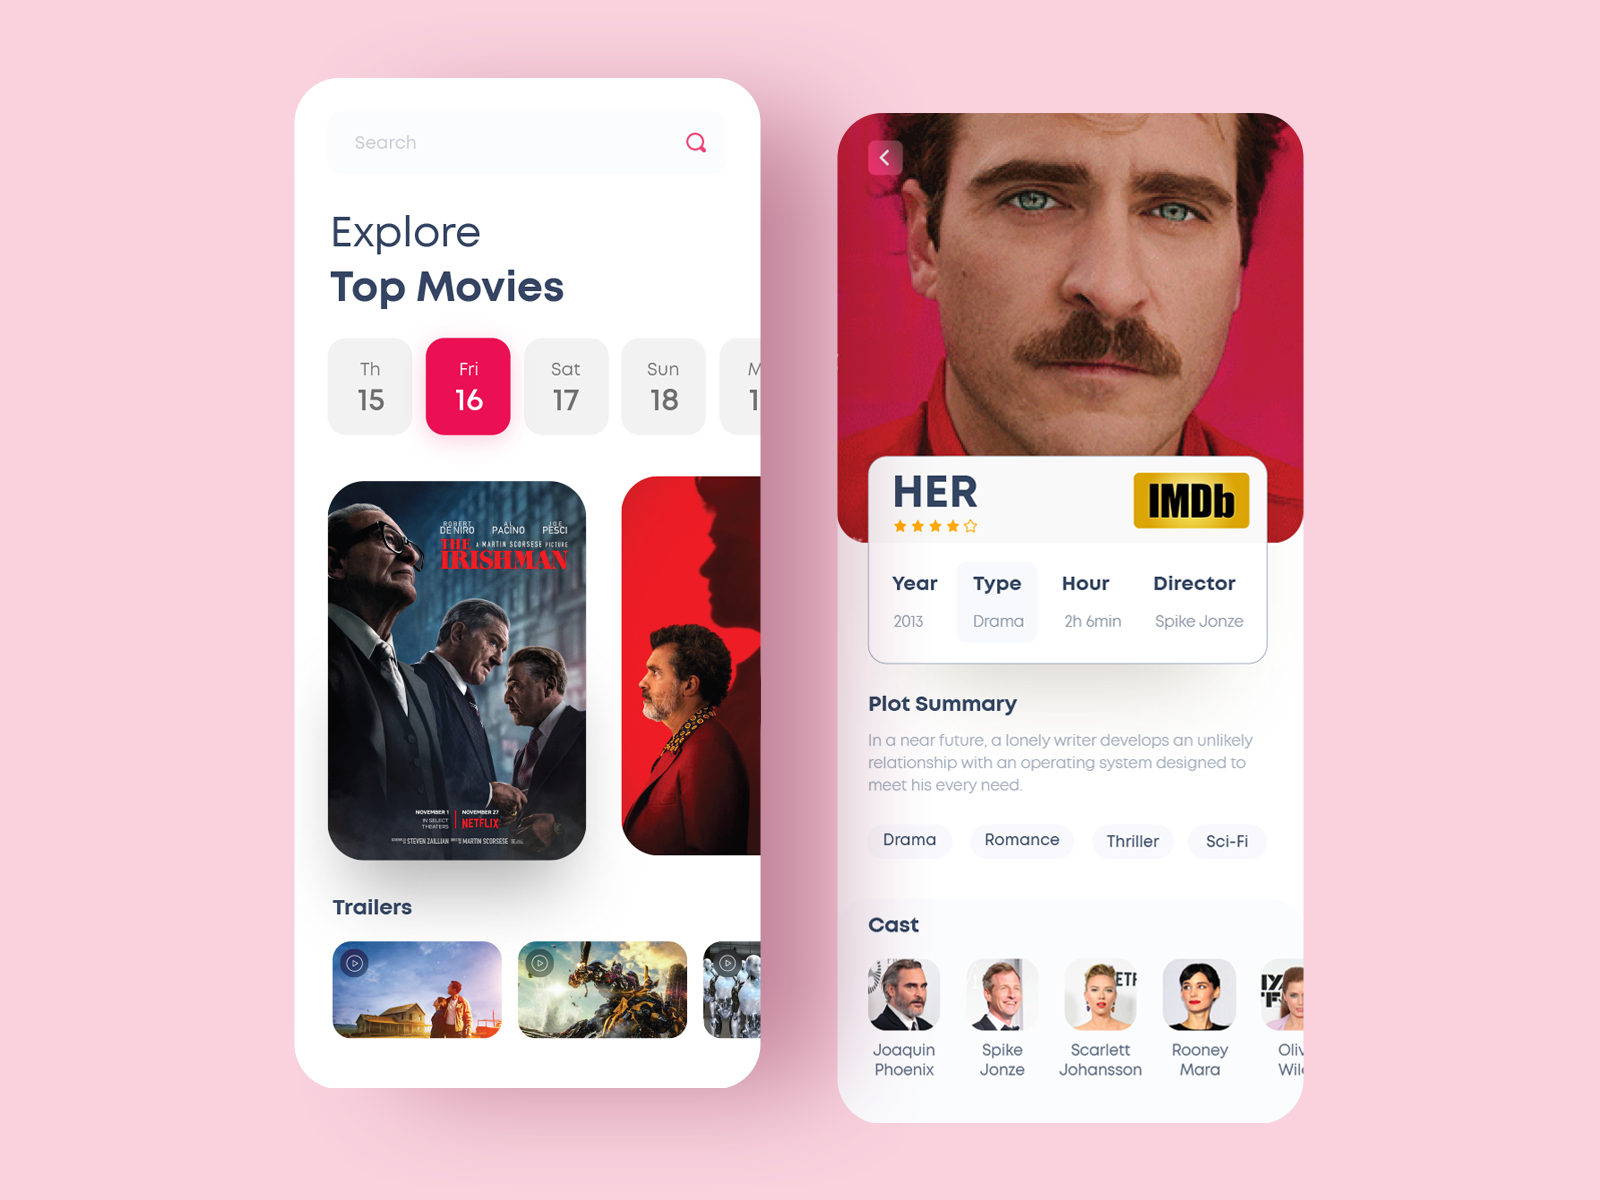 Search
Explore
Top Movies
Th
15
Fri
16
Sat
17
Sun
18
M
1
ROBERT DE NIRO
AL PACINO
JOE PESCI
A MARTIN SCORSESE PICTURE
THE
IRISHMAN
NOVEMBER 1
IN SELECT
THEATERS
NOVEMBER 27
NETFLIX
STEVEN ZAILLIAN
MARTIN SCORSESE
Trailers
HER
IMDb
Year
2013
Type
Drama
Hour
2h 6min
Director
Spike Jonze
Plot Summary
In a near future, a lonely writer develops an unlikely
relationship with an operating system designed to
meet his every need.
Drama
Romance
Thriller
Sci-Fi
Cast
ETF
Joaquin
Phoenix
Spike
Jonze
Scarlett
Johansson
Rooney
Mara
Oliv
Wil